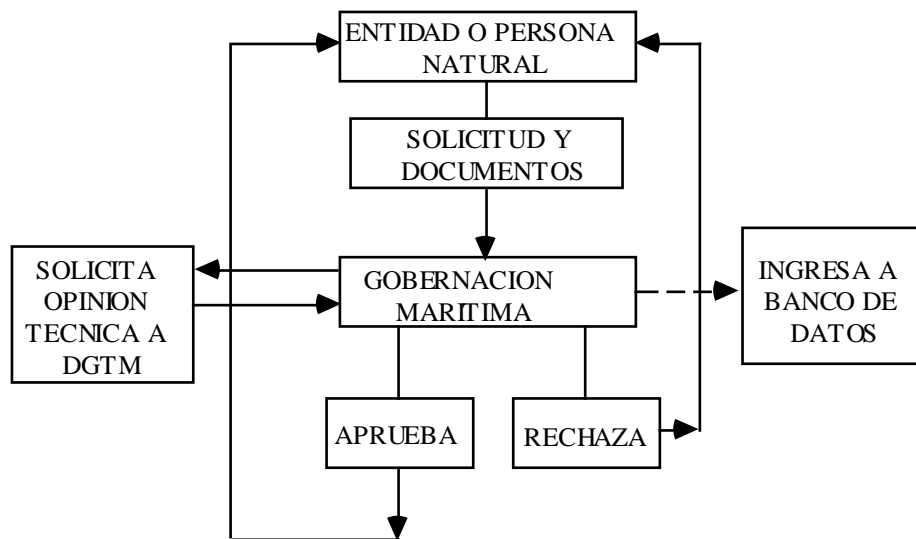 ENTIDAD O PERSONA
NATURAL
SOLICITUD Y
DOCUMENTOS
SOLICITA
OPINION
TECNICA A
DGTM
GOBERNACION
MARITIMA
INGRESA A
BANCO DE
DATOS
APRUEBA
RECHAZA